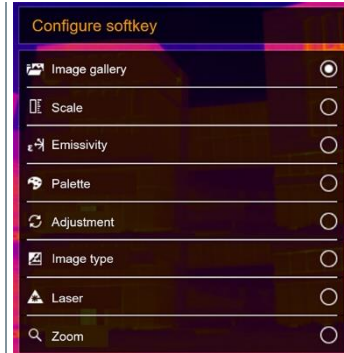 Configure softkey
Image gallery
Scale
Emissivity
Palette
Adjustment
Image type
Laser
Zoom